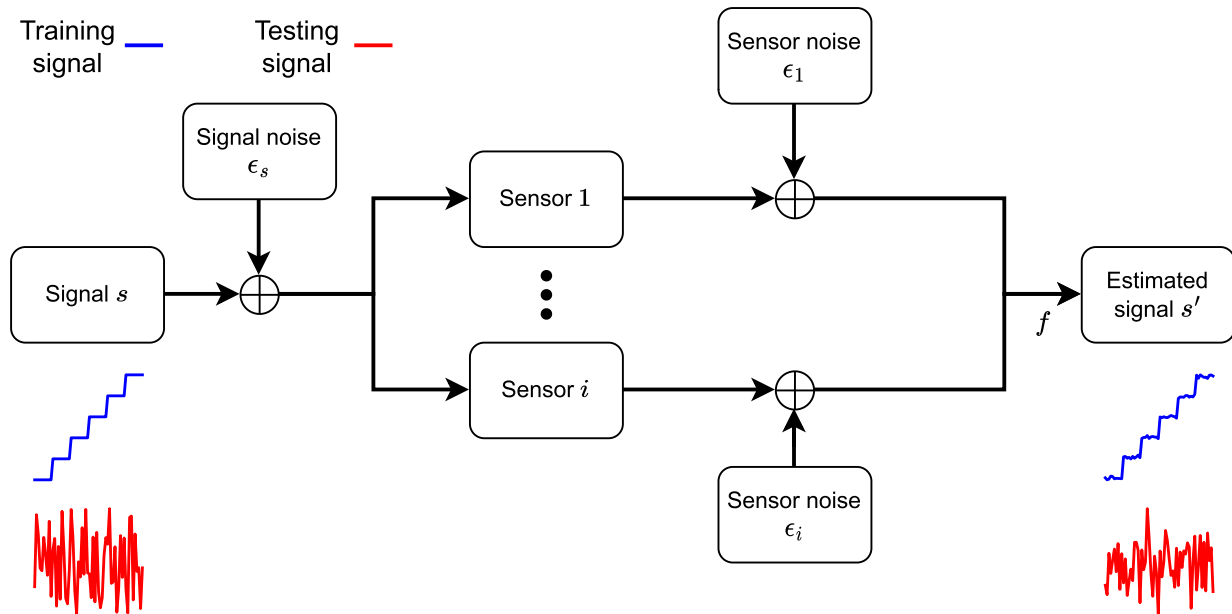 Training
signal
Testing
signal
Sensor noise
ϵ₁
Signal noise
ϵₛ
Sensor 1
Signal s
Estimated
signal s′
f
Sensor i
Sensor noise
ϵᵢ